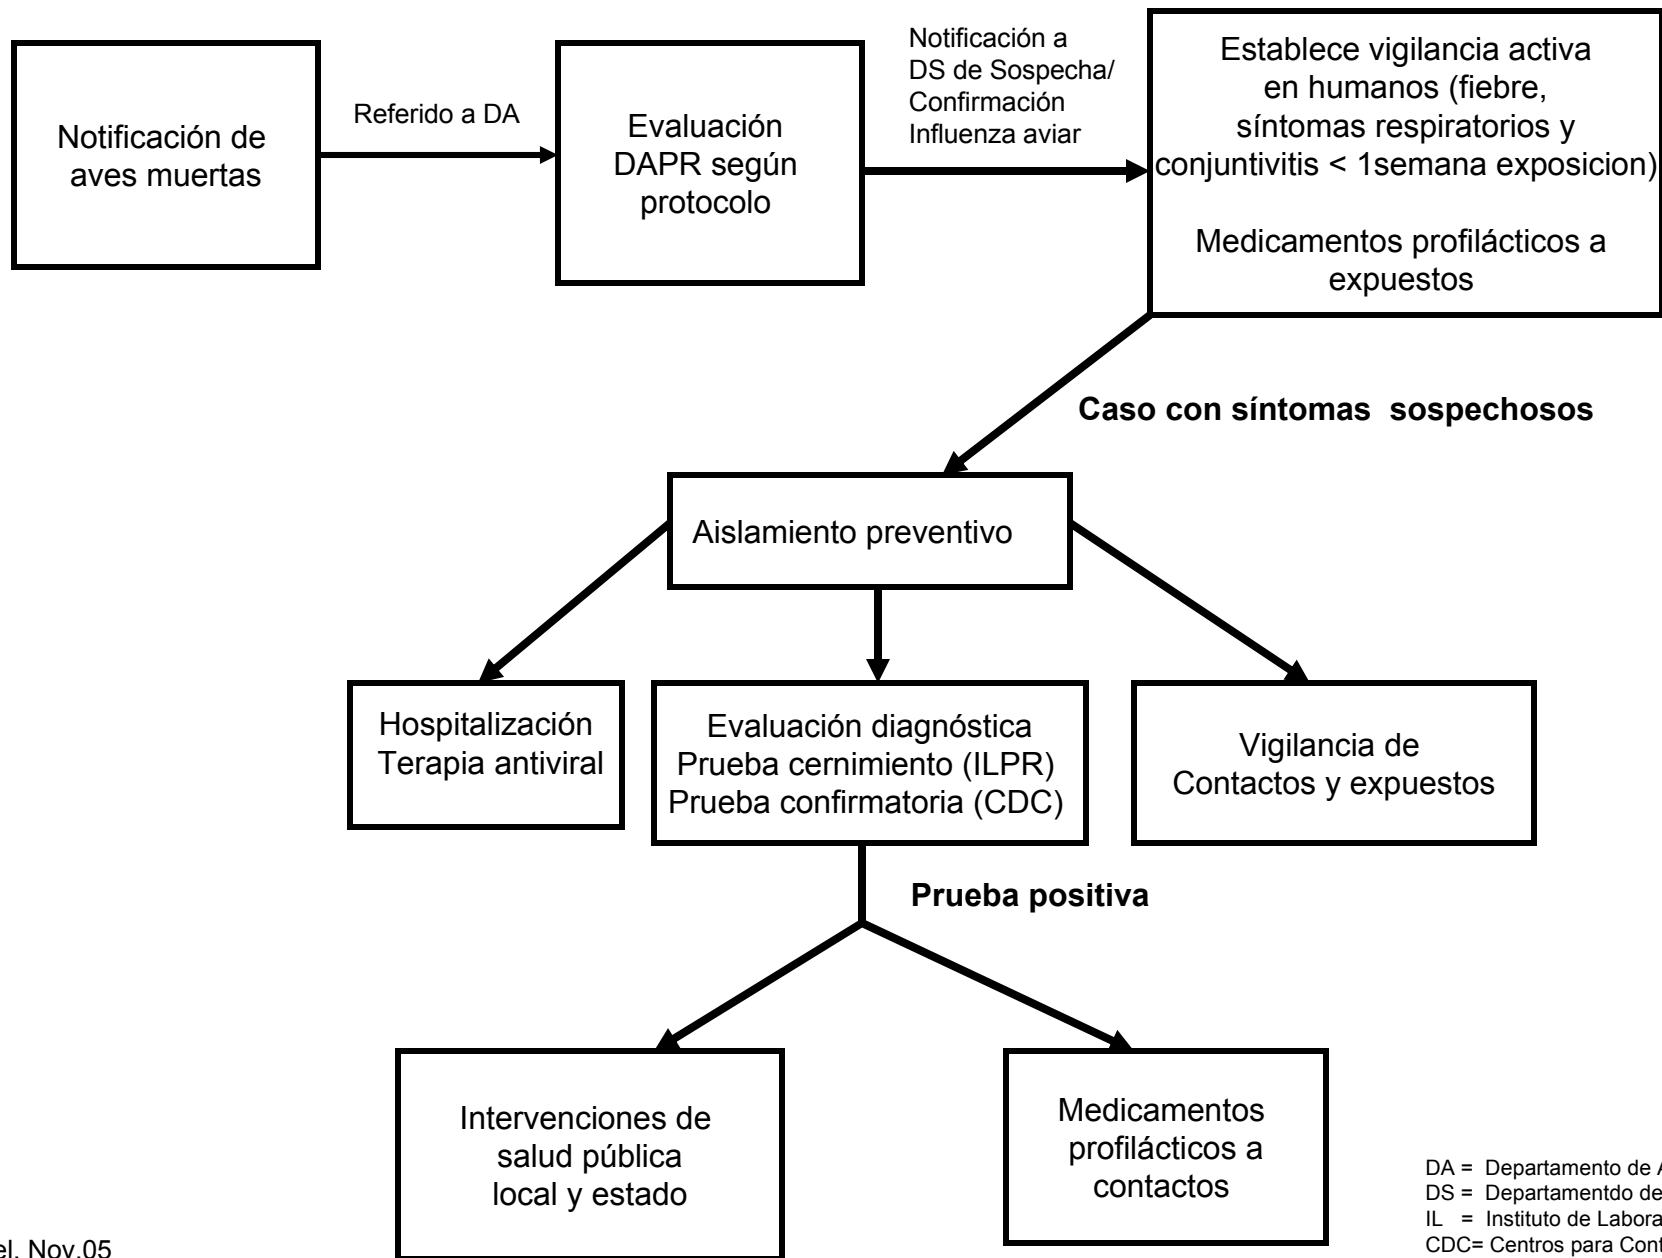 Notificación de
aves muertas
Referido a DA
Evaluación
DAPR según
protocolo
Notificación a
DS de Sospecha/
Confirmación
Influenza aviar
Establece vigilancia activa
en humanos (fiebre,
síntomas respiratorios y
conjuntivitis < 1semana exposicion)
Medicamentos profilácticos a
expuestos
Caso con síntomas sospechosos
Aislamiento preventivo
Hospitalización
Terapia antiviral
Evaluación diagnóstica
Prueba cernimiento (ILPR)
Prueba confirmatoria (CDC)
Vigilancia de
Contactos y expuestos
Prueba positiva
Intervenciones de
salud pública
local y estado
Medicamentos
profilácticos a
contactos
DA = Departamento de
DS = Departamentdo de
IL = Instituto de
CDC= Centros para
Nov.05